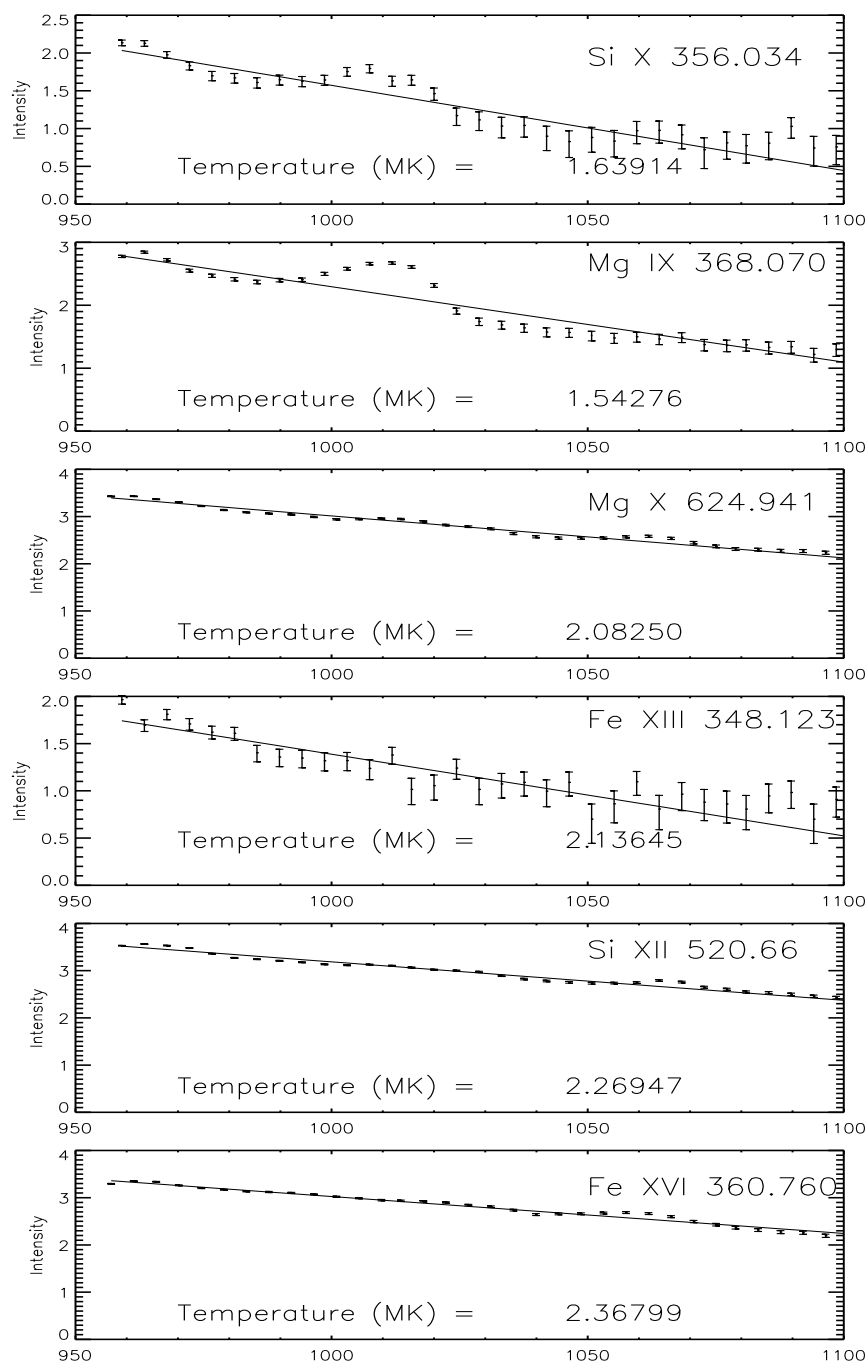 2.5
2.0
1.5
1.0
0.5
0.0
Intensity
Si X 356.034
Temperature (MK) = 1.63914
950 1000 1050 1100
3
2
1
0
Intensity
Mg IX 368.070
Temperature (MK) = 1.54276
950 1000 1050 1100
4
3
2
1
0
Intensity
Mg X 624.941
Temperature (MK) = 2.08250
950 1000 1050 1100
2.0
1.5
1.0
0.5
0.0
Intensity
Fe XIII 348.123
Temperature (MK) = 2.13645
950 1000 1050 1100
4
3
2
1
0
Intensity
Si XII 520.66
Temperature (MK) = 2.26947
950 1000 1050 1100
4
3
2
1
0
Intensity
Fe XVI 360.760
Temperature (MK) = 2.36799
950 1000 1050 1100